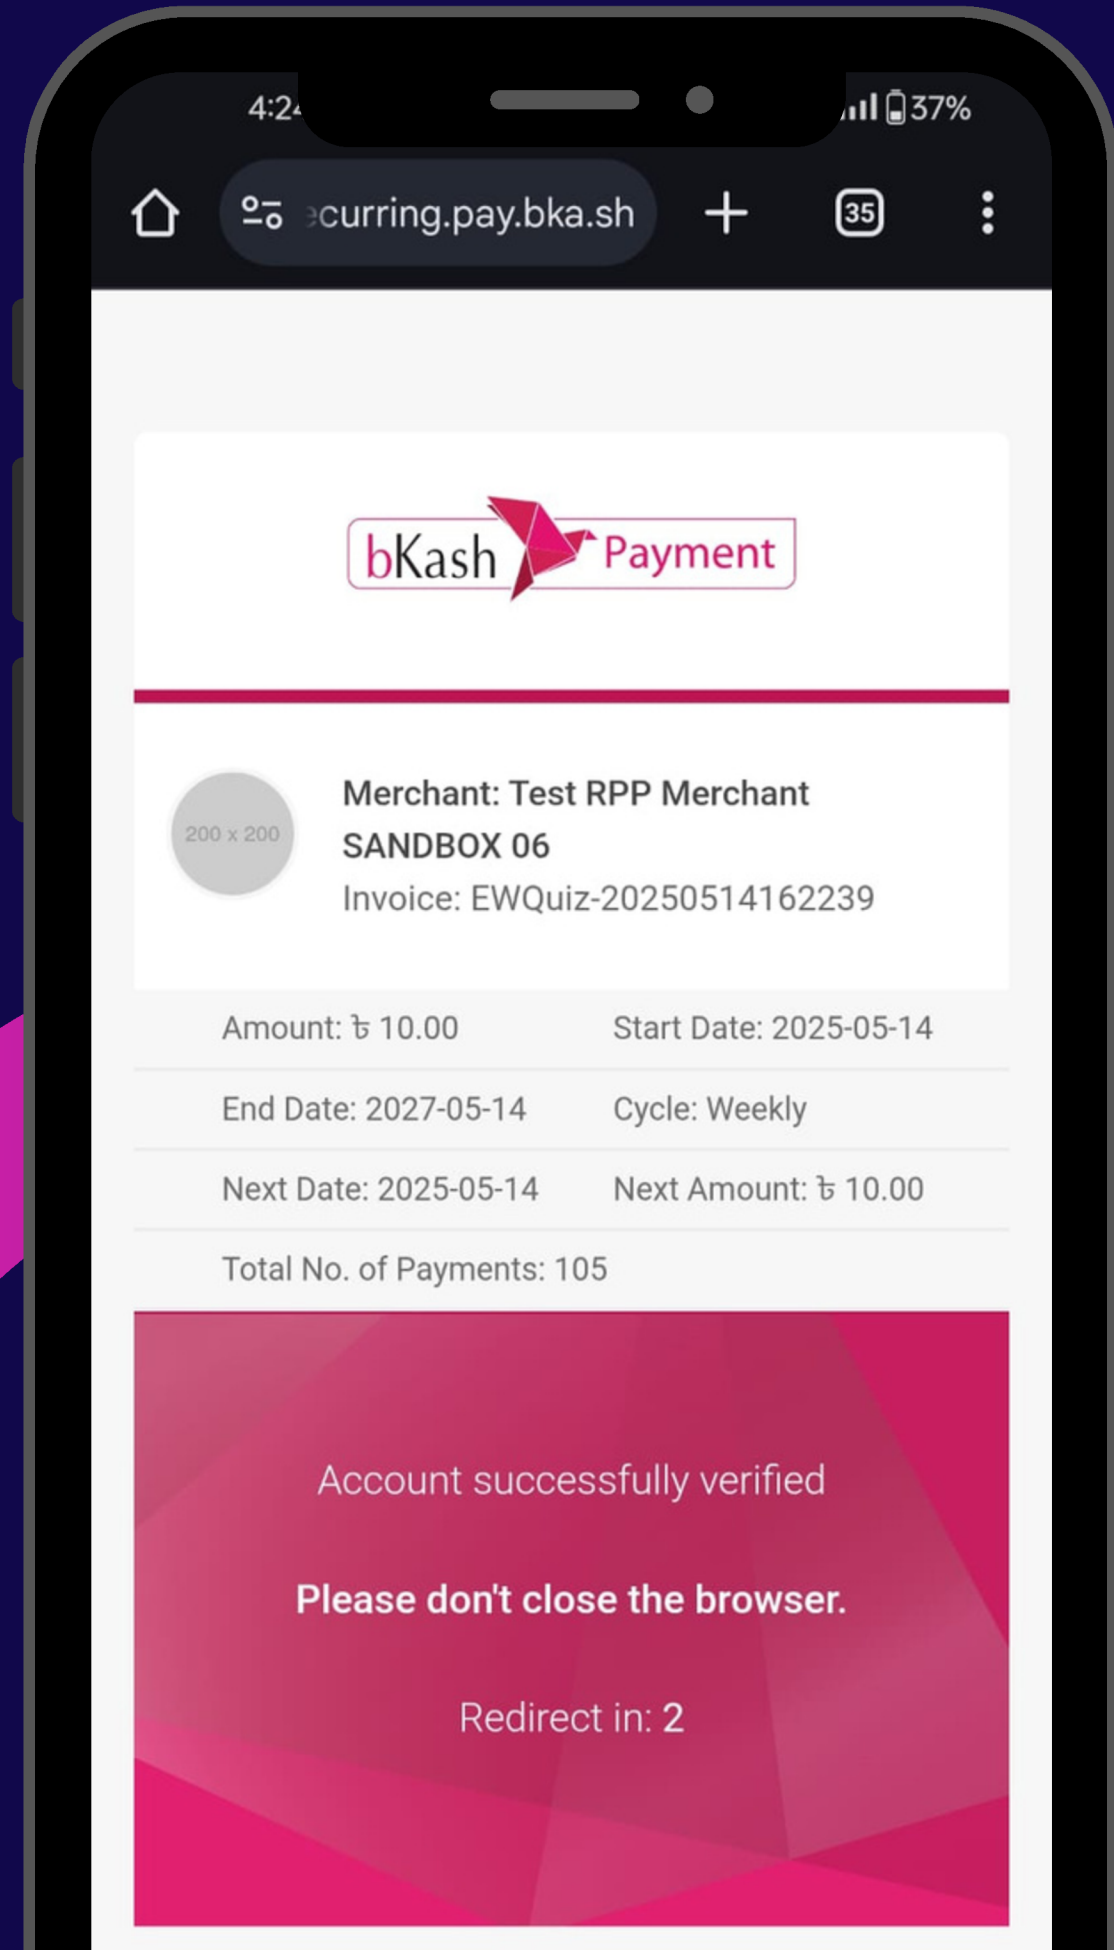 4:24
37%
ecurring.pay.bka.sh
35
bKash Payment
Merchant: Test RPP Merchant
SANDBOX 06
200 x 200
Invoice: EWQuiz-20250514162239
Amount: ৳ 10.00
Start Date: 2025-05-14
End Date: 2027-05-14
Cycle: Weekly
Next Date: 2025-05-14
Next Amount: ৳ 10.00
Total No. of Payments: 105
Account successfully verified
Please don't close the browser.
Redirect in: 2